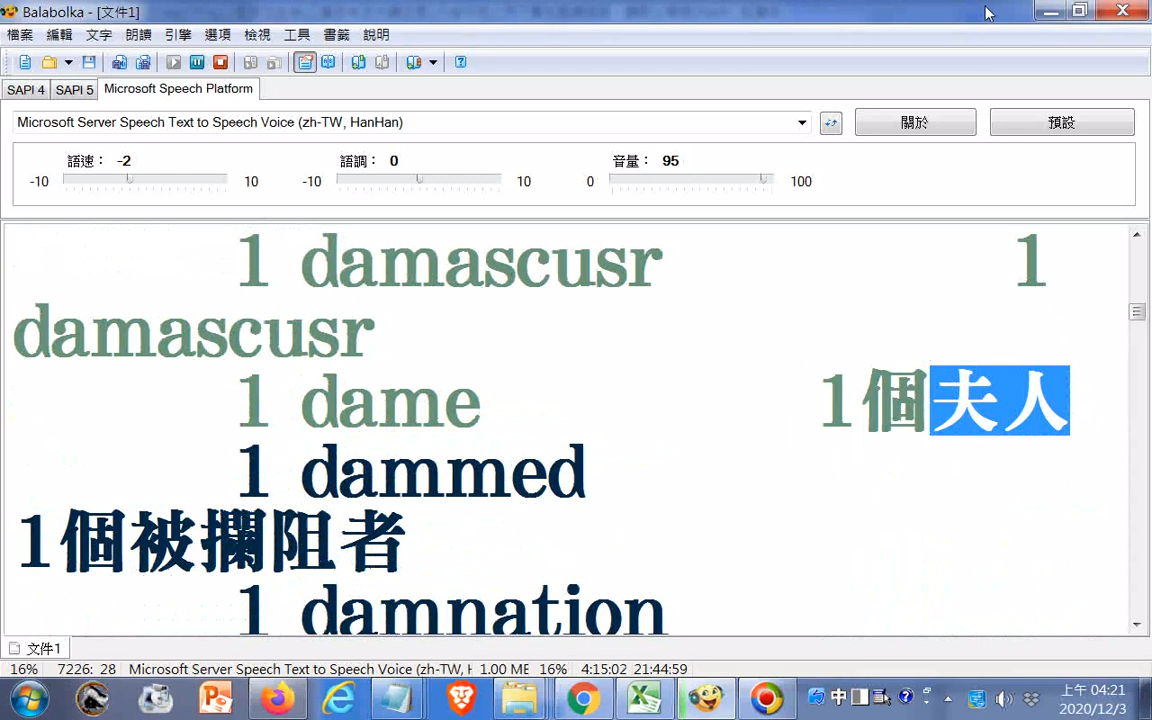 Balabolka - [文件1]
檔案 編輯 文字 朗讀 引擎 選項 檢視 工具 書籤 說明
SAPI 4 SAPI 5 Microsoft Speech Platform
Microsoft Server Speech Text to Speech Voice (zh-TW, HanHan) 關於 預設
語速： -2 語調： 0 音量： 95
-10 10 -10 10 0 100
1 damascusr 1
damascusr
1 dame 1個夫人
1 dammed
1個被攔阻者
1 damnation
文件1
16% 7226: 28 Microsoft Server Speech Text to Speech Voice (zh-TW, H 1.00 ME 16% 4:15:02 21:44:59
中 上午 04:21
2020/12/3